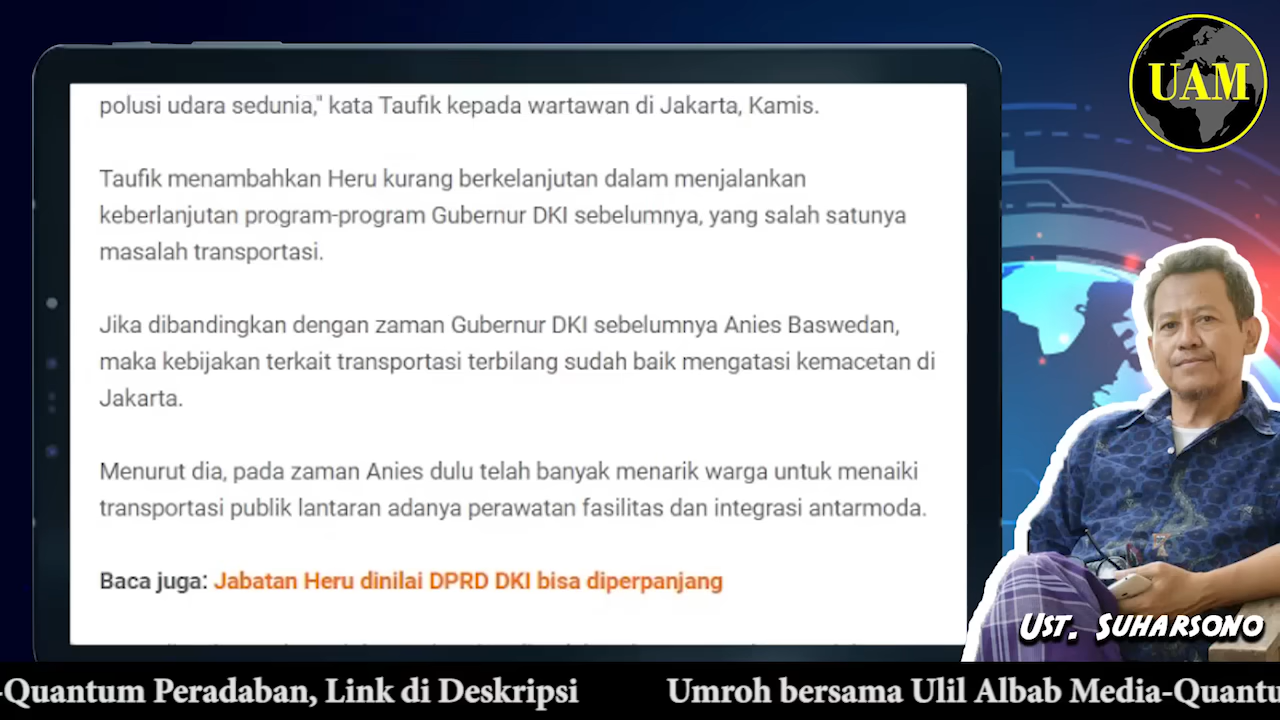 polusi udara sedunia," kata Taufik kepada wartawan di Jakarta, Kamis.
Taufik menambahkan Heru kurang berkelanjutan dalam menjalankan
keberlanjutan program-program Gubernur DKI sebelumnya, yang salah satunya
masalah transportasi.
Jika dibandingkan dengan zaman Gubernur DKI sebelumnya Anies Baswedan,
maka kebijakan terkait transportasi terbilang sudah baik mengatasi kemacetan di
Jakarta.
Menurut dia, pada zaman Anies dulu telah banyak menarik warga untuk menaiki
transportasi publik lantaran adanya perawatan fasilitas dan integrasi antarmoda.
Baca juga: Jabatan Heru dinilai DPRD DKI bisa diperpanjang
UAM
Ust. Suharsono
-Quantum Peradaban, Link di Deskripsi Umroh bersama Ulil Albab Media-Quantu